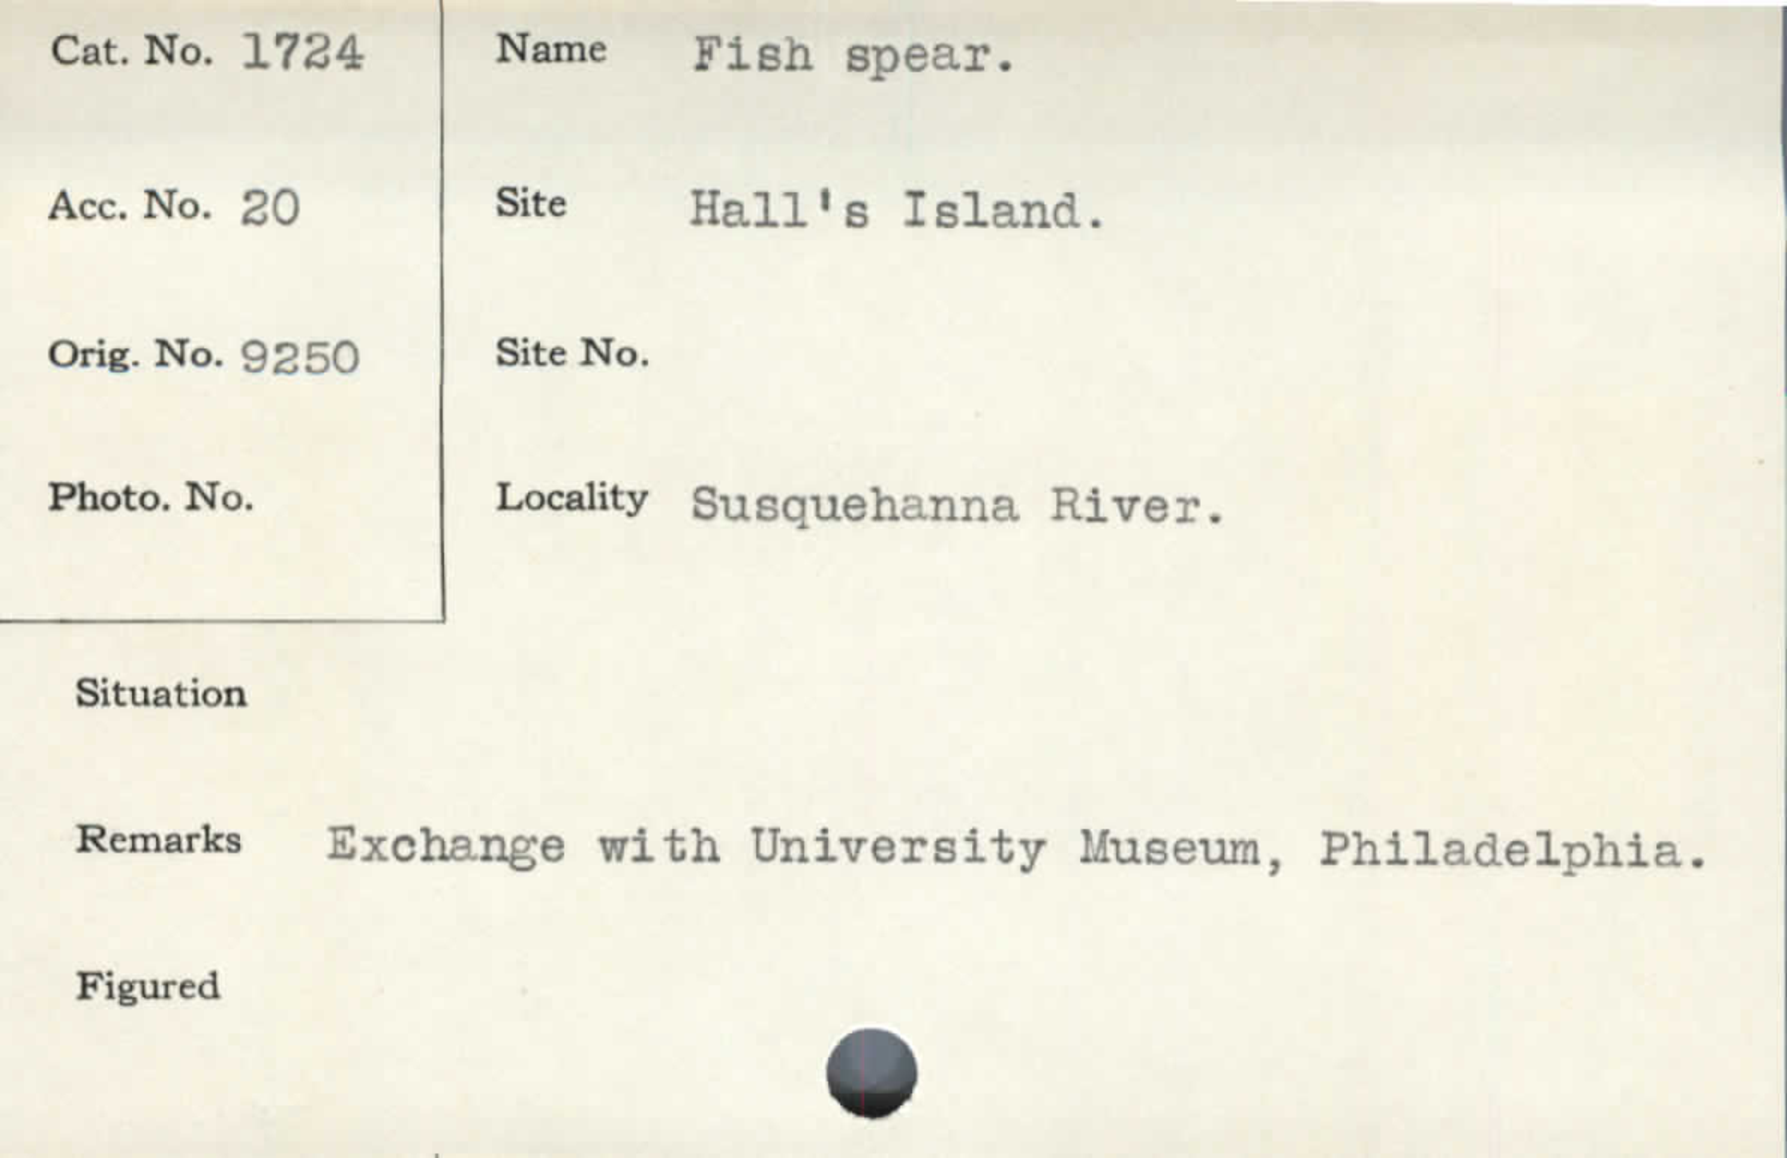 Cat. No. 1724
Name Fish spear.
Acc. No. 20
Site Hall's Island.
Orig. No. 9250
Site No.
Photo. No.
Locality Susquehanna River.
Situation
Remarks Exchange with University Museum, Philadelphia.
Figured